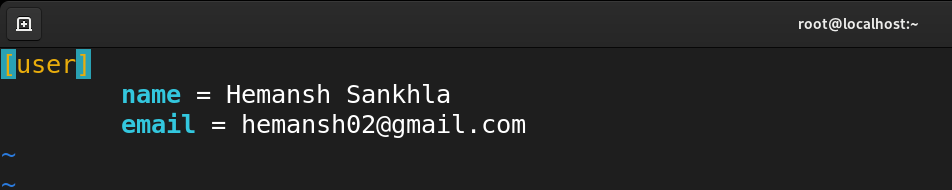 root@localhost:~
[user]
name = Hemansh Sankhla
email = hemansh02@gmail.com
~
~